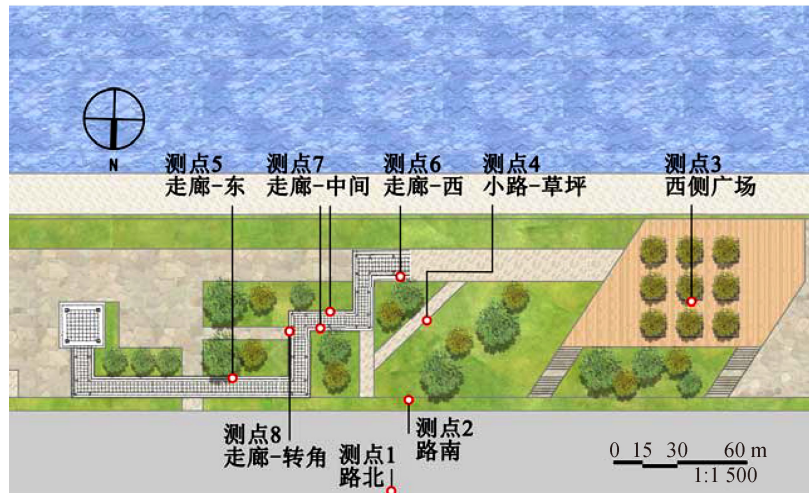 N
测点5
走廊-东
测点7
走廊-中间
测点6
走廊-西
测点4
小路-草坪
测点3
西侧广场
测点8
走廊-转角
测点1
路北
测点2
路南
0 15 30 60 m
1:1 500